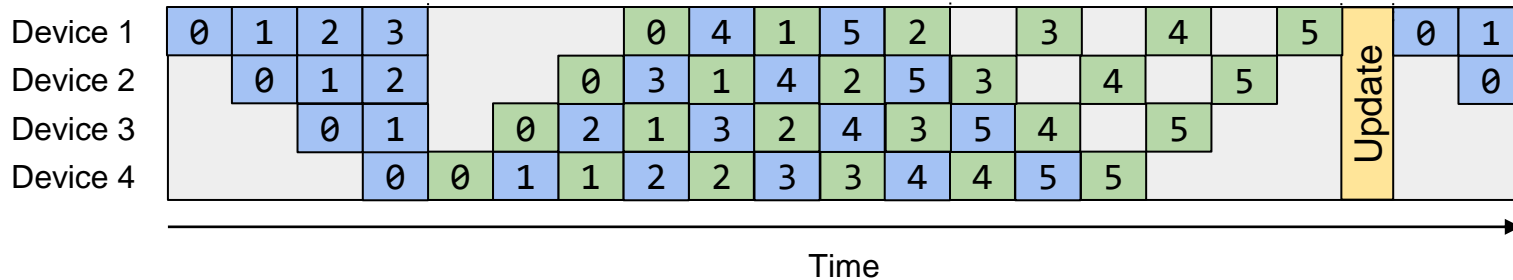 Device 1 0 1 2 3 0 4 1 5 2 3 4 5 0 1
Device 2 0 1 2 0 3 1 4 2 5 3 4 5 0
Device 3 0 1 0 2 1 3 2 4 3 5 4 5
Device 4 0 0 1 1 2 2 3 3 4 4 5 5
Update
Time